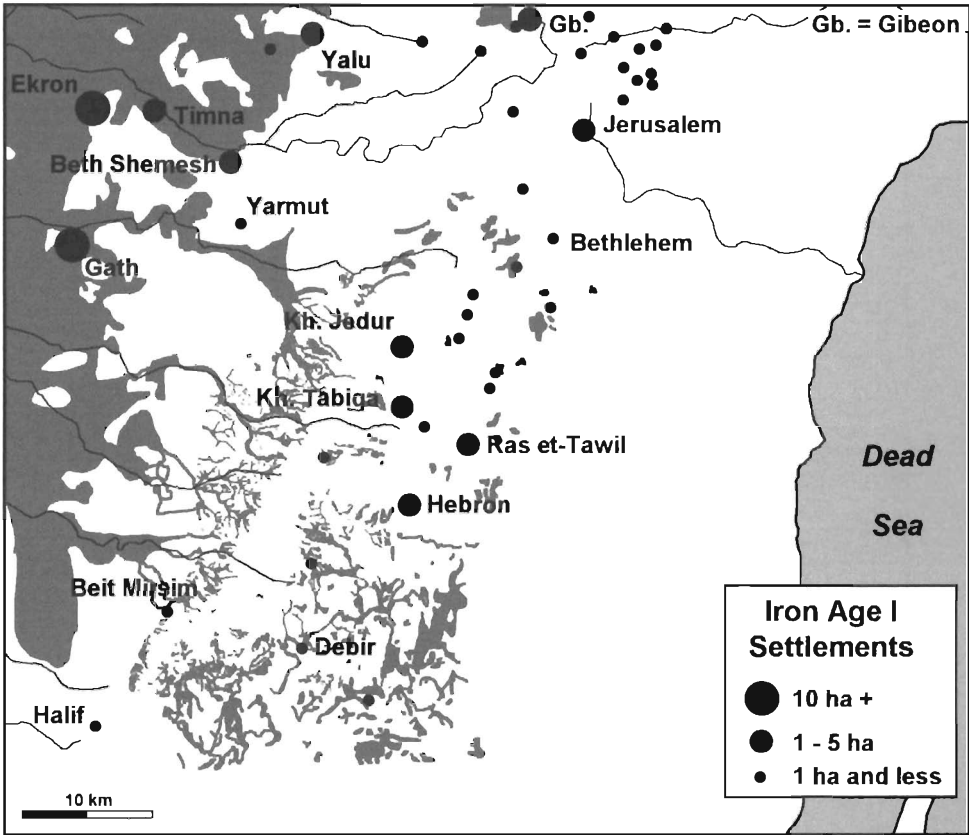 Gb.
Gb. = Gibeon
Yalu
Ekron
Timna
Jerusalem
Beth Shemesh
Yarmut
Bethlehem
Gath
Kh. Jedur
Kh. Tabiqa
Ras et-Tawil
Dead
Sea
Hebron
Beit Mirsim
Debir
Halif
Iron Age I
Settlements
10 ha +
1 - 5 ha
1 ha and less
10 km